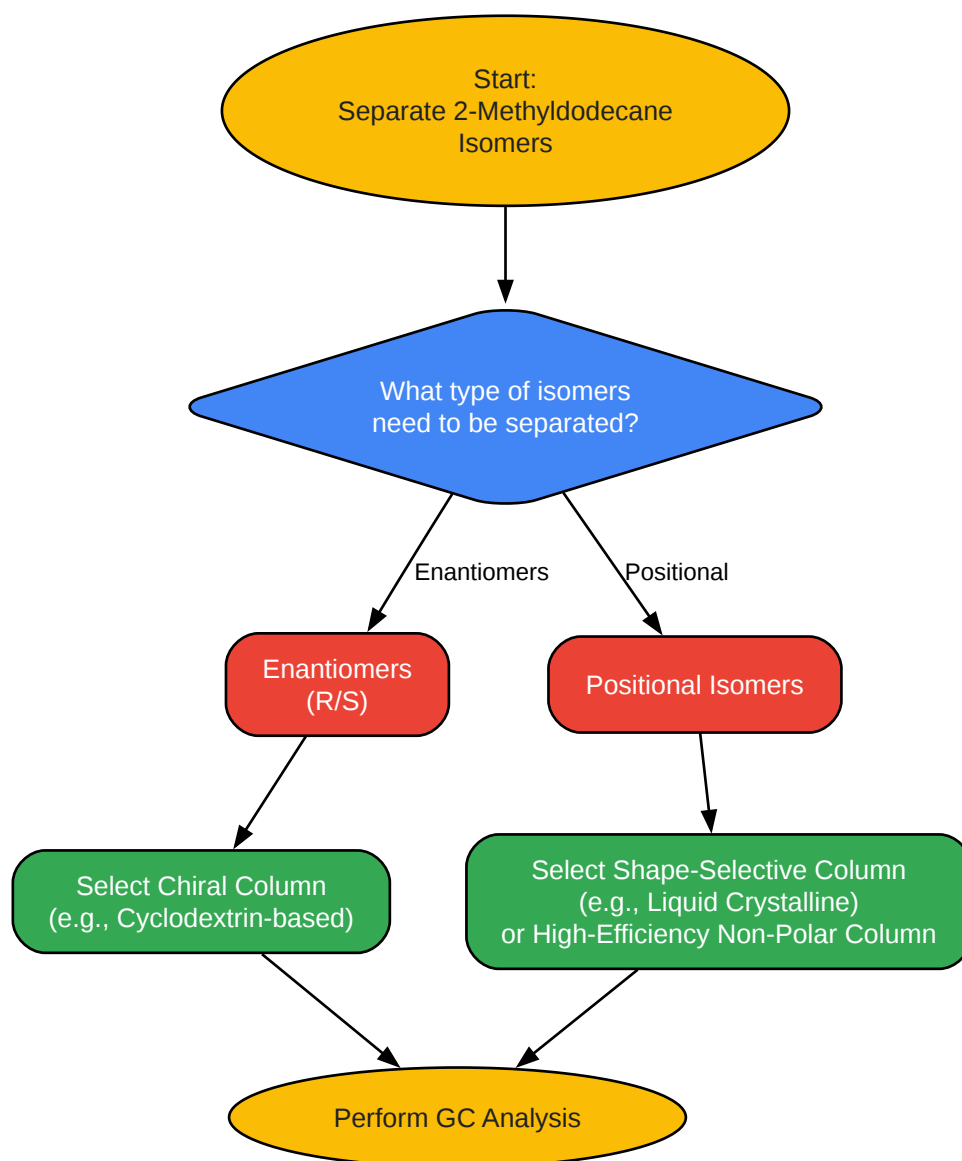 Start:
Separate 2-Methyldodecane
Isomers
What type of isomers
need to be separated?
Enantiomers
Positional
Enantiomers
(R/S)
Positional Isomers
Select Chiral Column
(e.g., Cyclodextrin-based)
Select Shape-Selective Column
(e.g., Liquid Crystalline)
or High-Efficiency Non-Polar Column
Perform GC Analysis